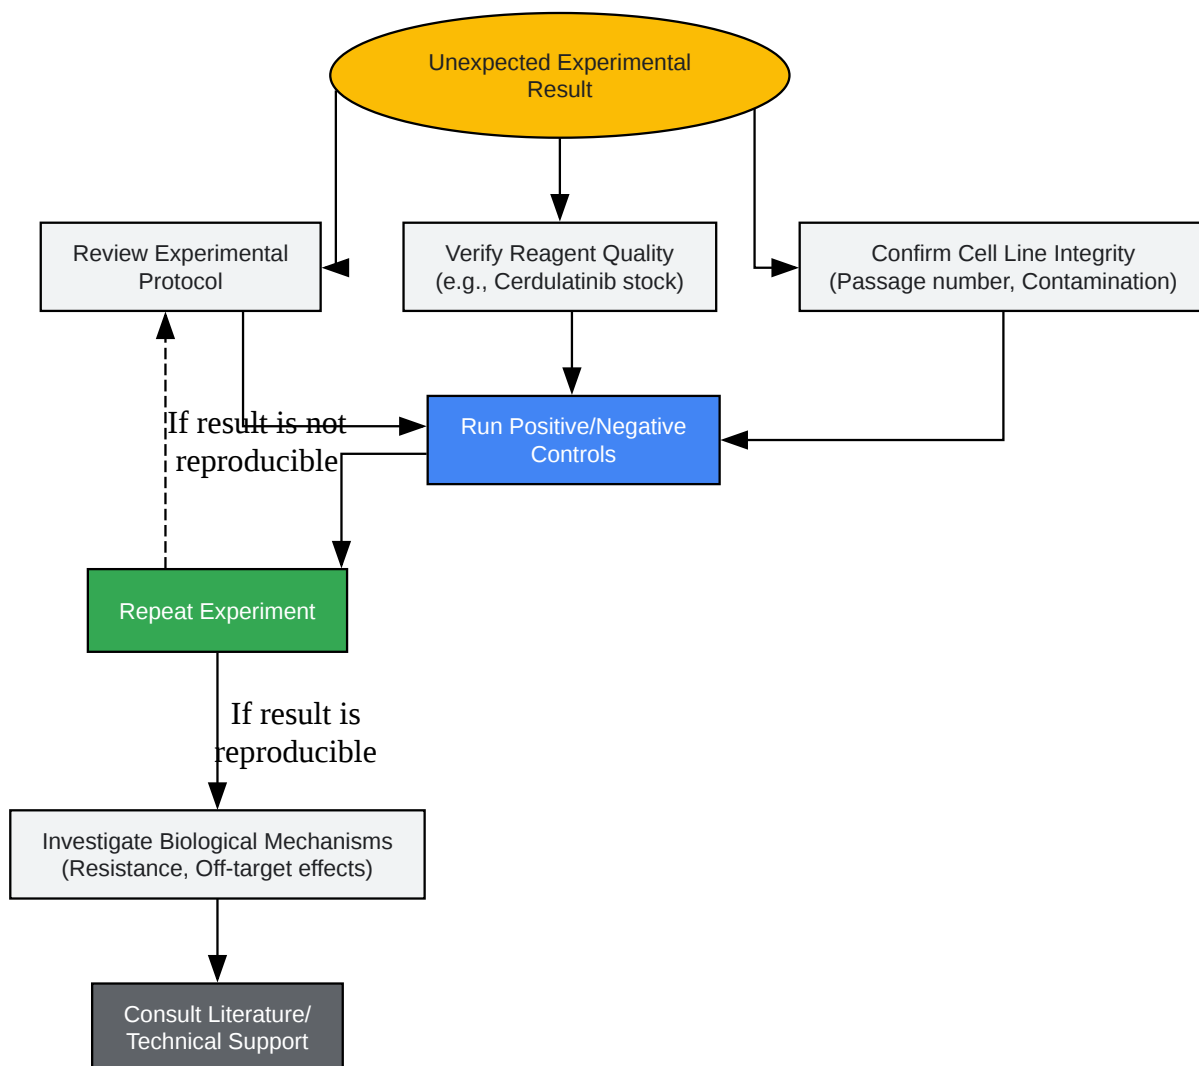 Unexpected Experimental
Result
Review Experimental
Protocol
Verify Reagent Quality
(e.g., Cerdulatinib stock)
Confirm Cell Line Integrity
(Passage number, Contamination)
If result is not
reproducible
Run Positive/Negative
Controls
Repeat Experiment
If result is
reproducible
Investigate Biological Mechanisms
(Resistance, Off-target effects)
Consult Literature/
Technical Support